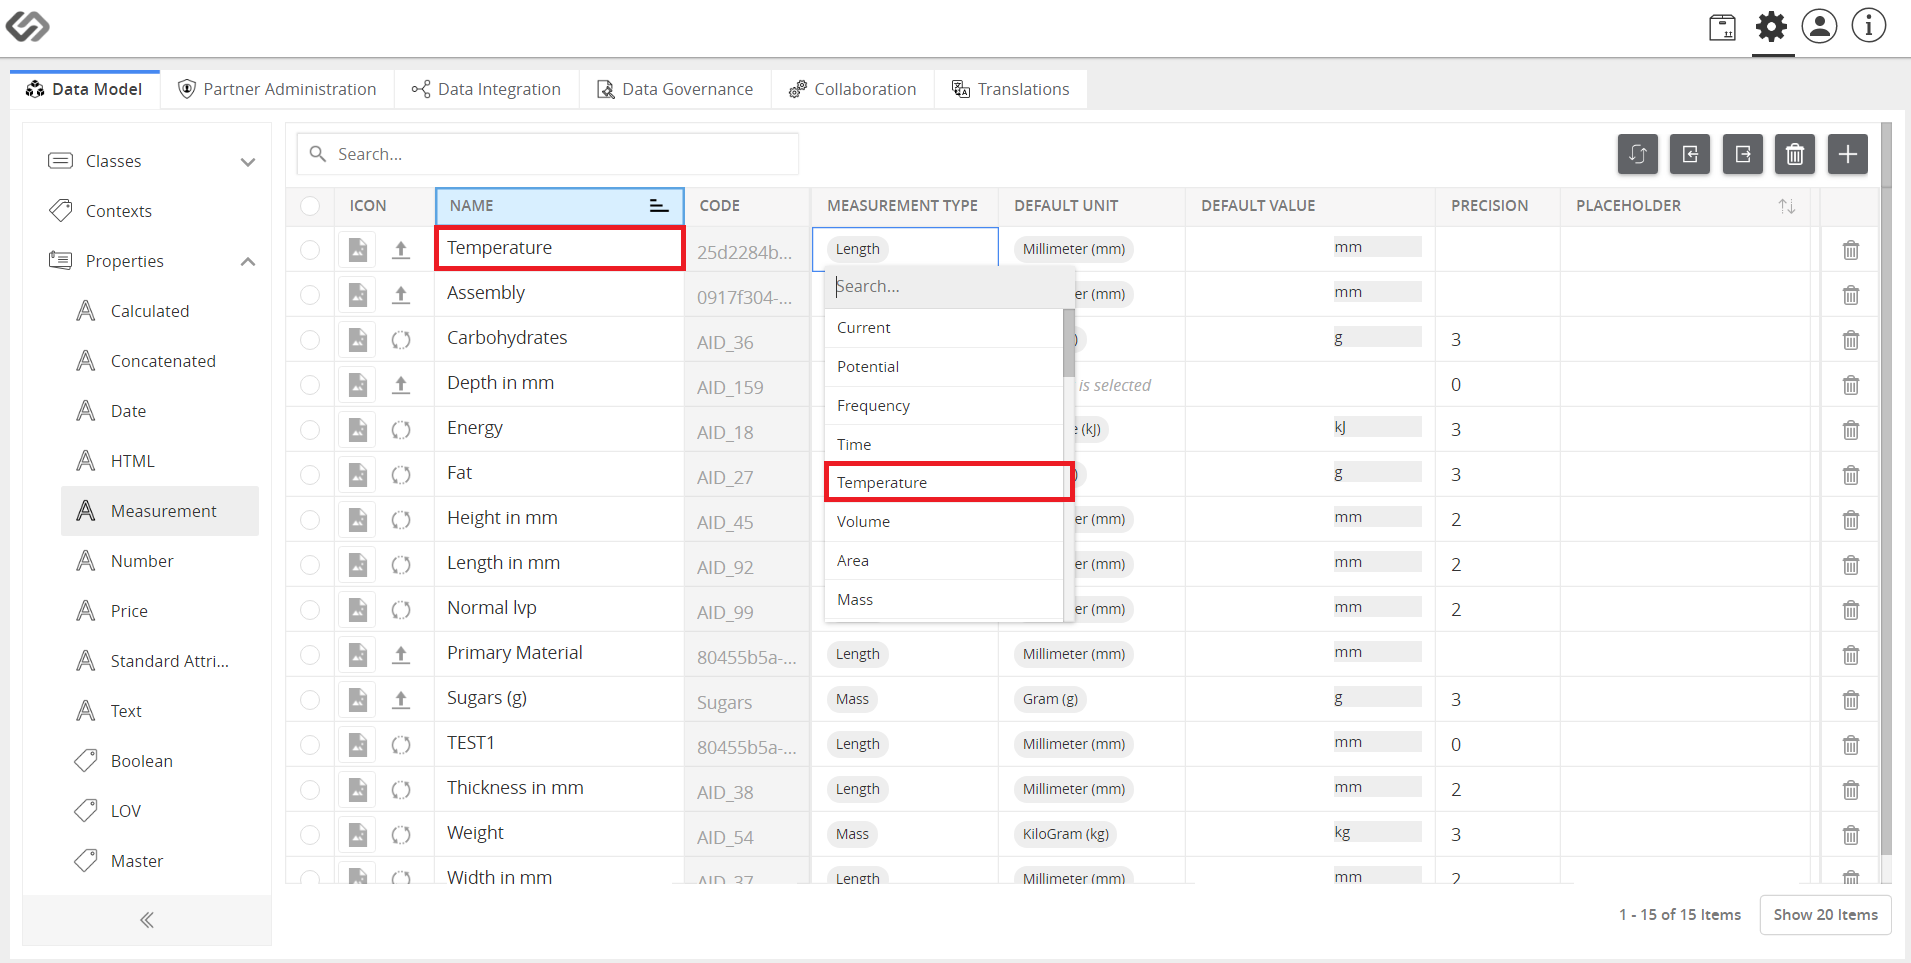 Data Model
Partner Administration
Data Integration
Data Governance
Collaboration
Translations
Classes
Contexts
Properties
Calculated
Concatenated
Date
HTML
Measurement
Number
Price
Standard Attri...
Text
Boolean
LOV
Master
Search...
ICON NAME CODE MEASUREMENT TYPE DEFAULT UNIT DEFAULT VALUE PRECISION PLACEHOLDER
Temperature 25d2284b... Length Millimeter (mm) mm
Assembly 0917f304-... er (mm) mm
Carbohydrates AID_36 ) g 3
Depth in mm AID_159 is selected 0
Energy AID_18 e (kJ) kJ 3
Fat AID_27 ) g 3
Height in mm AID_45 er (mm) mm 2
Length in mm AID_92 er (mm) mm 2
Normal lvp AID_99 er (mm) mm 2
Primary Material 80455b5a-... Length Millimeter (mm) mm
Sugars (g) Sugars Mass Gram (g) g 3
TEST1 80455b5a-... Length Millimeter (mm) mm 0
Thickness in mm AID_38 Length Millimeter (mm) mm 2
Weight AID_54 Mass KiloGram (kg) kg 3
Width in mm AID_37 Length Millimeter (mm) mm 2
Search...
Current
Potential
Frequency
Time
Temperature
Volume
Area
Mass
1 - 15 of 15 Items
Show 20 Items